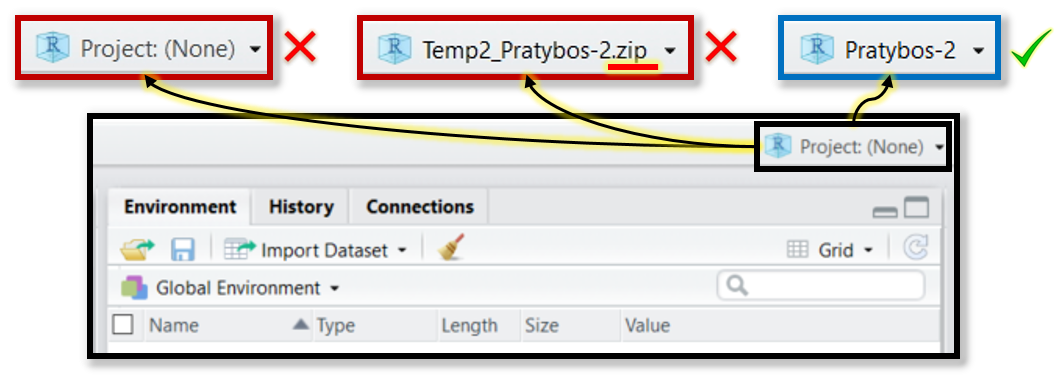 Project: (None)
Temp2_Pratybos-2.zip
Pratybos-2
Project: (None)
Environment History Connections
Import Dataset Grid
Global Environment
Name Type Length Size Value